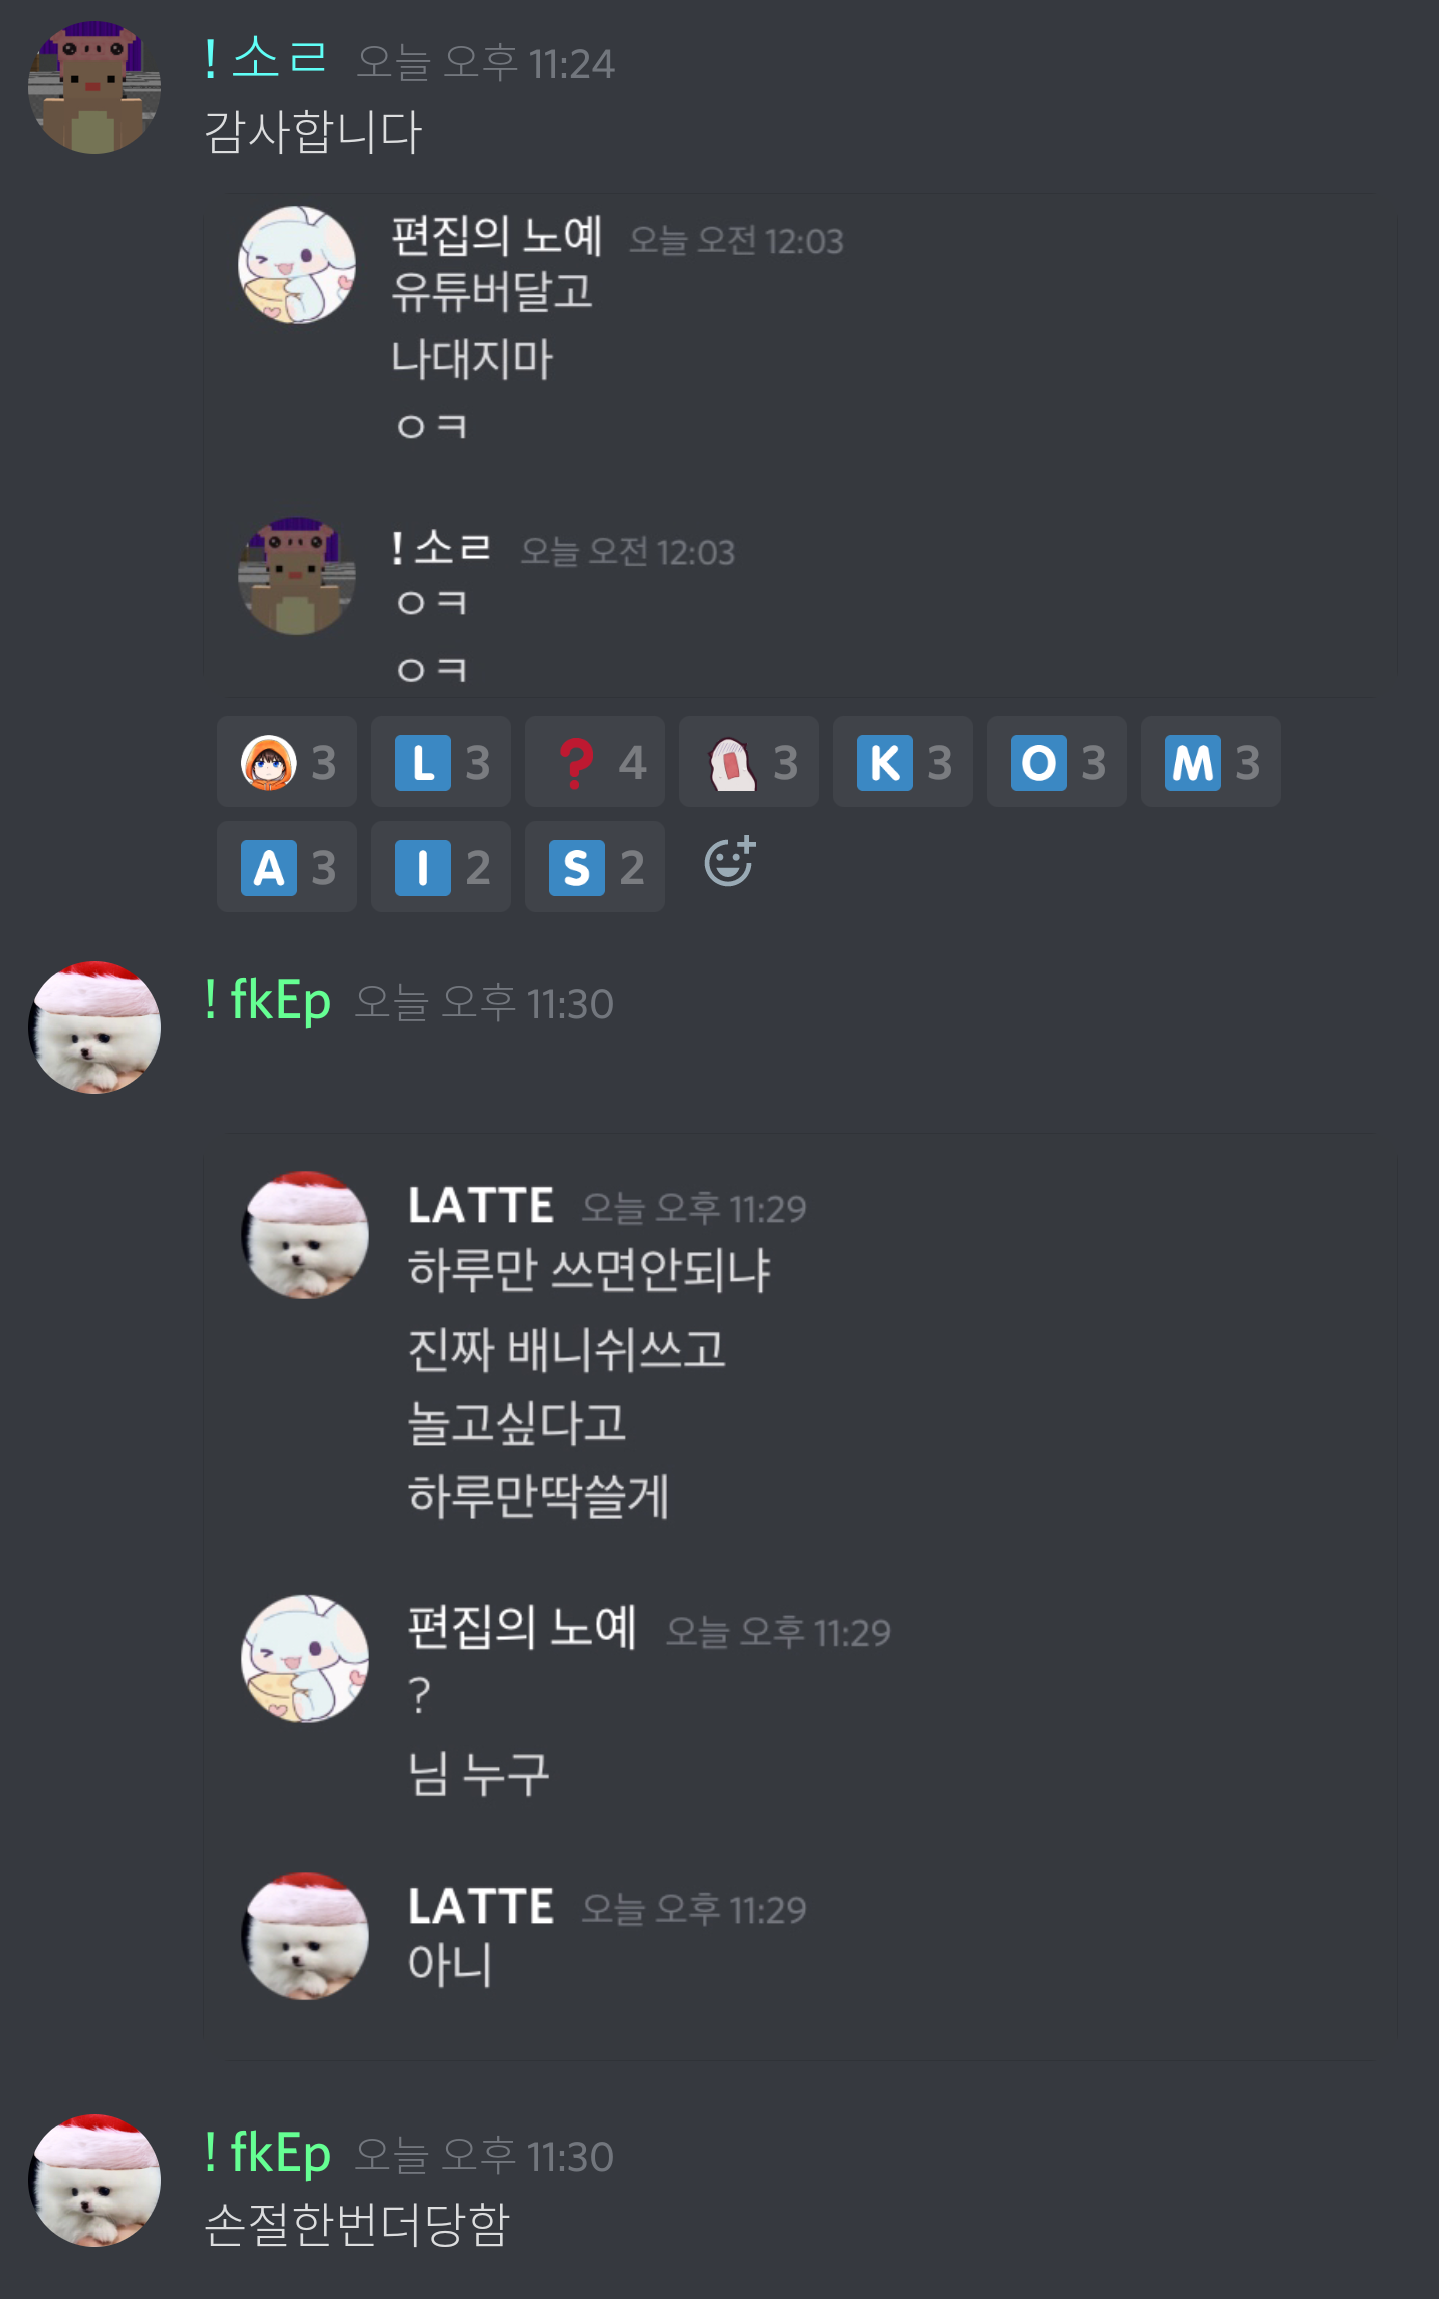 ! 소ㄹ 오늘 오후 11:24
감사합니다
편집의 노예 오늘 오전 12:03
유튜버달고
나대지마
ㅇㅋ
! 소ㄹ 오늘 오전 12:03
ㅇㅋ
ㅇㅋ
3 L 3 ? 4 3 K 3 O 3 M 3
A 3 I 2 S 2
! fkEp 오늘 오후 11:30
LATTE 오늘 오후 11:29
하루만 쓰면안되냐
진짜 배니쉬쓰고
놀고싶다고
하루만딱쓸게
편집의 노예 오늘 오후 11:29
?
님 누구
LATTE 오늘 오후 11:29
아니
! fkEp 오늘 오후 11:30
손절한번더당함